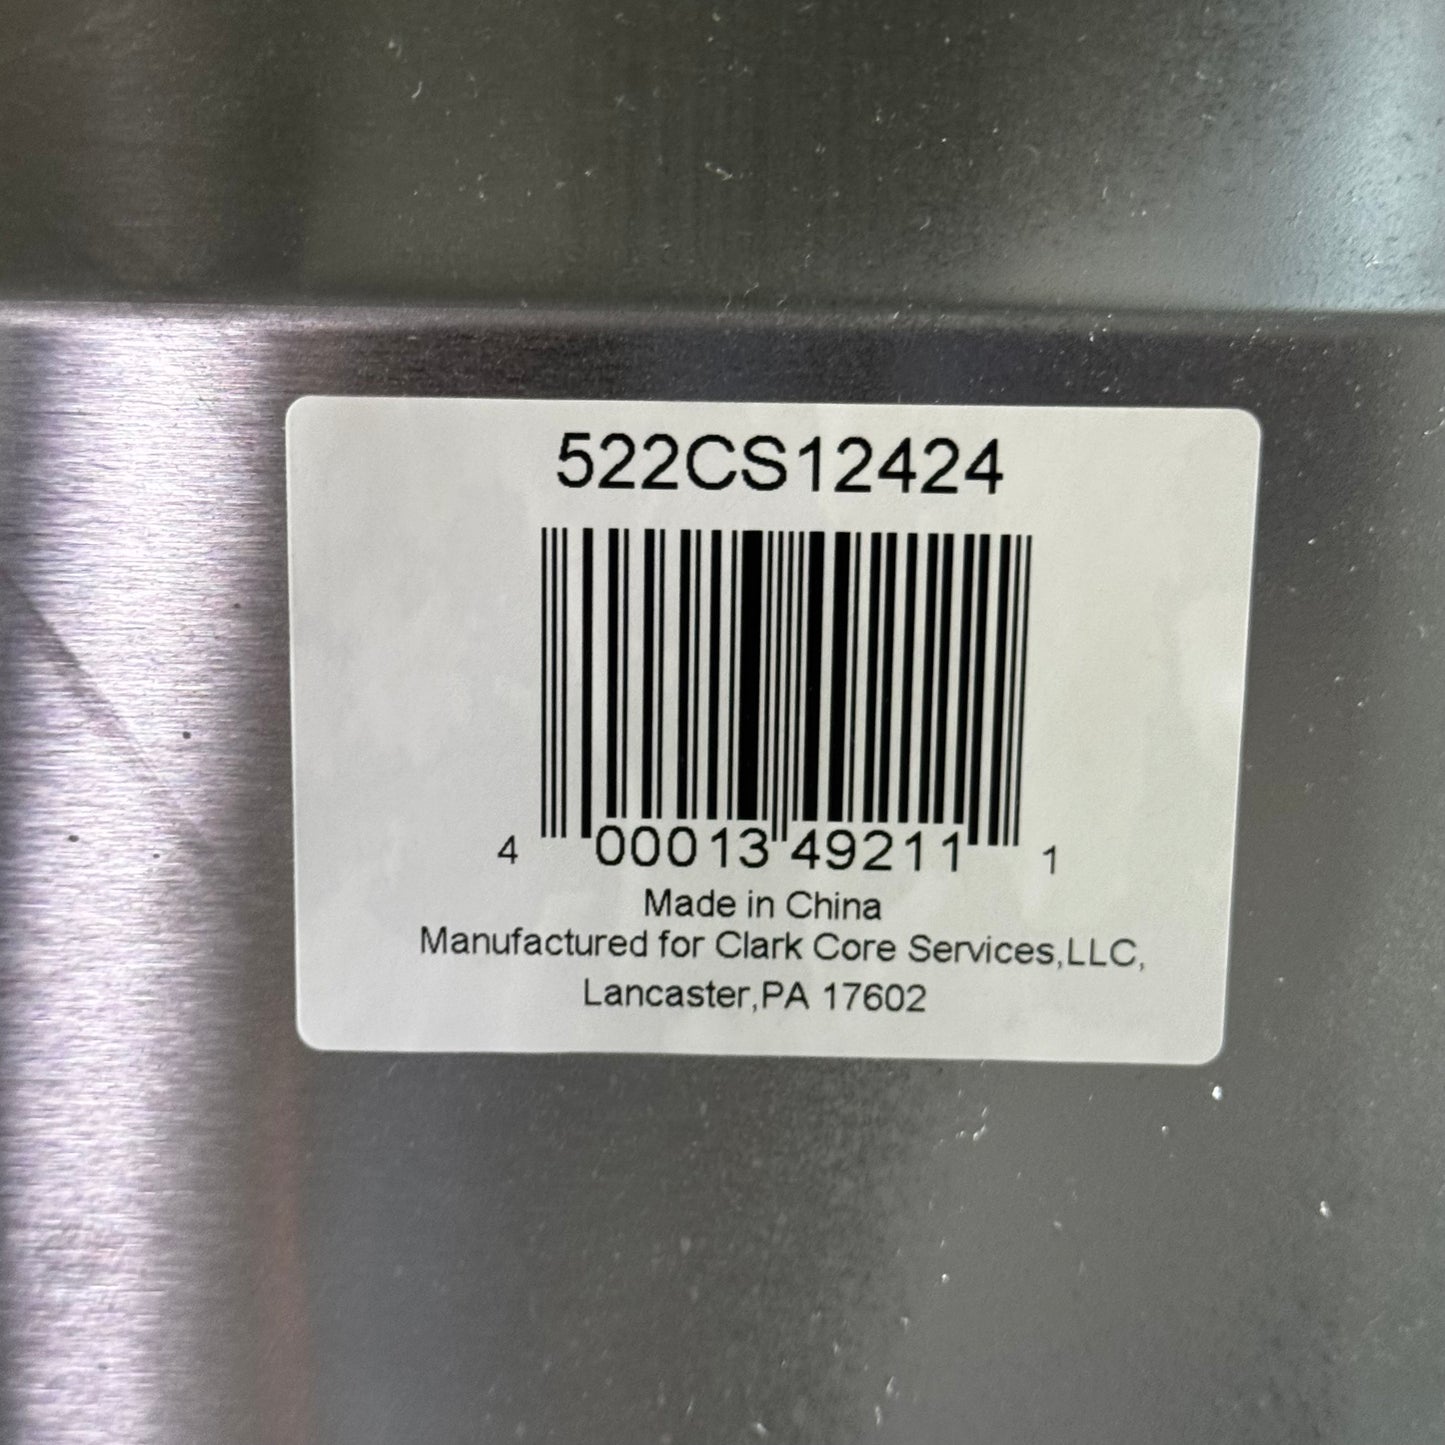 522CS12424
4 00013 49211 1
Made in China
Manufactured for Clark Core Services,LLC,
Lancaster,PA 17602